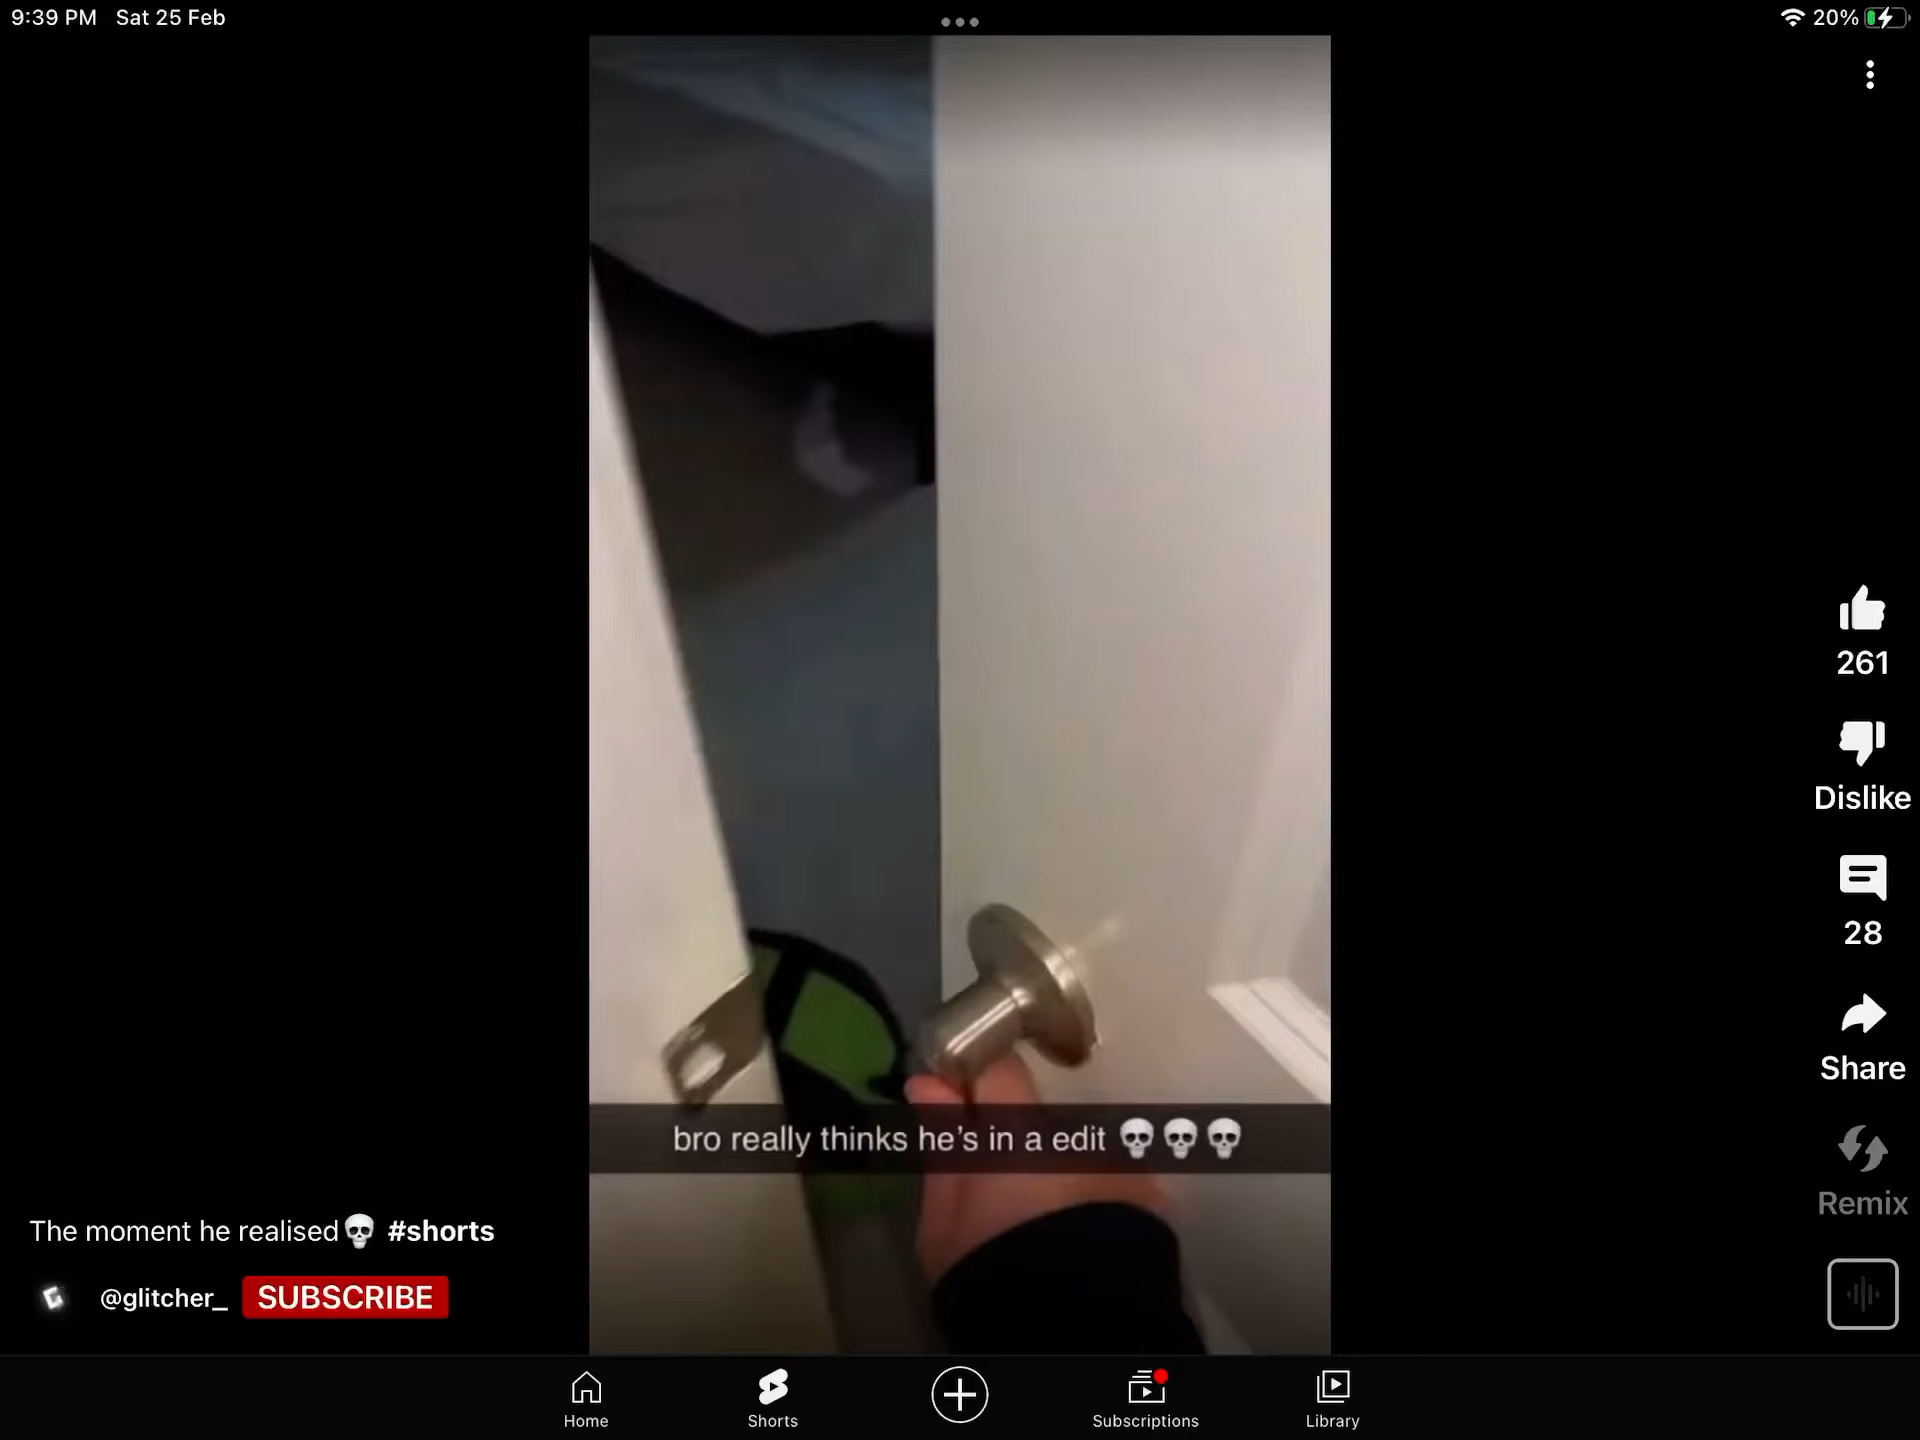 9:39 PM Sat 25 Feb
20%
261
Dislike
28
Share
Remix
bro really thinks he's in a edit 💀💀💀
The moment he realised💀 #shorts
@glitcher_ SUBSCRIBE
Home Shorts Subscriptions Library